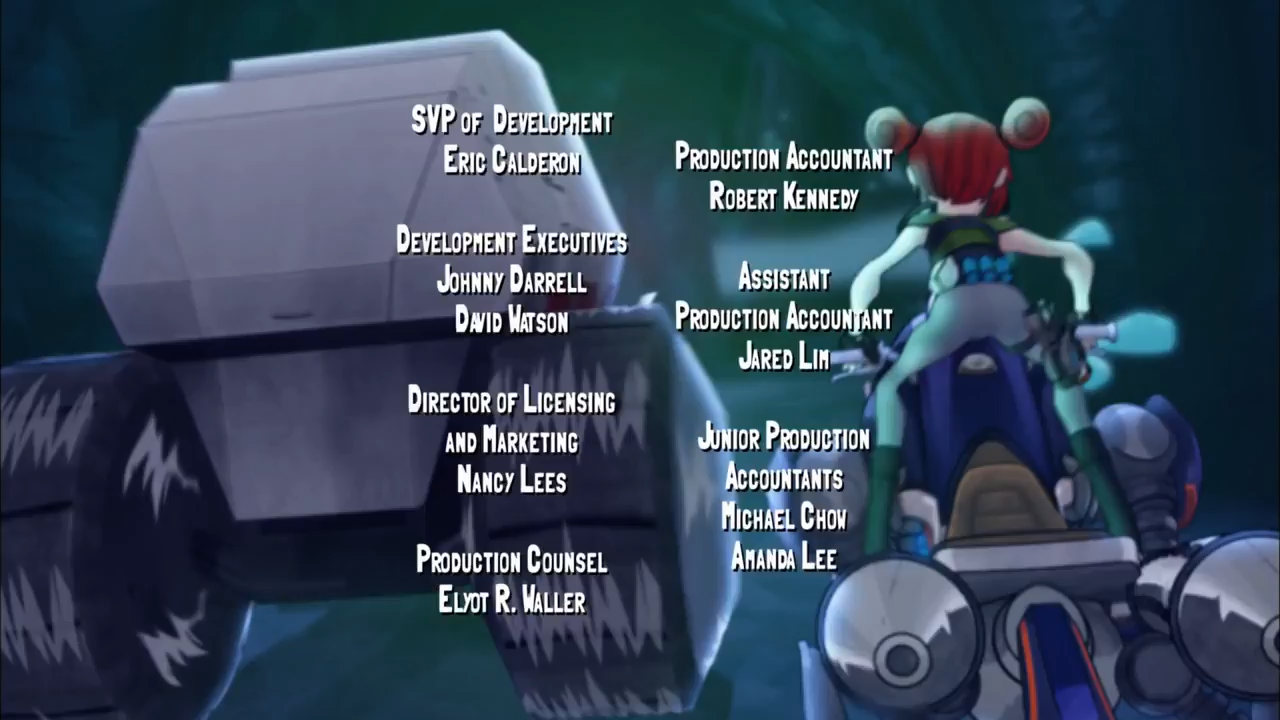 SVP of Development
Eric Calderon
Development Executives
Johnny Darrell
David Watson
Director of Licensing
and Marketing
Nancy Lees
Production Counsel
Elyot R. Waller
Production Accountant
Robert Kennedy
Assistant
Production Accountant
Jared Lim
Junior Production
Accountants
Michael Chow
Amanda Lee